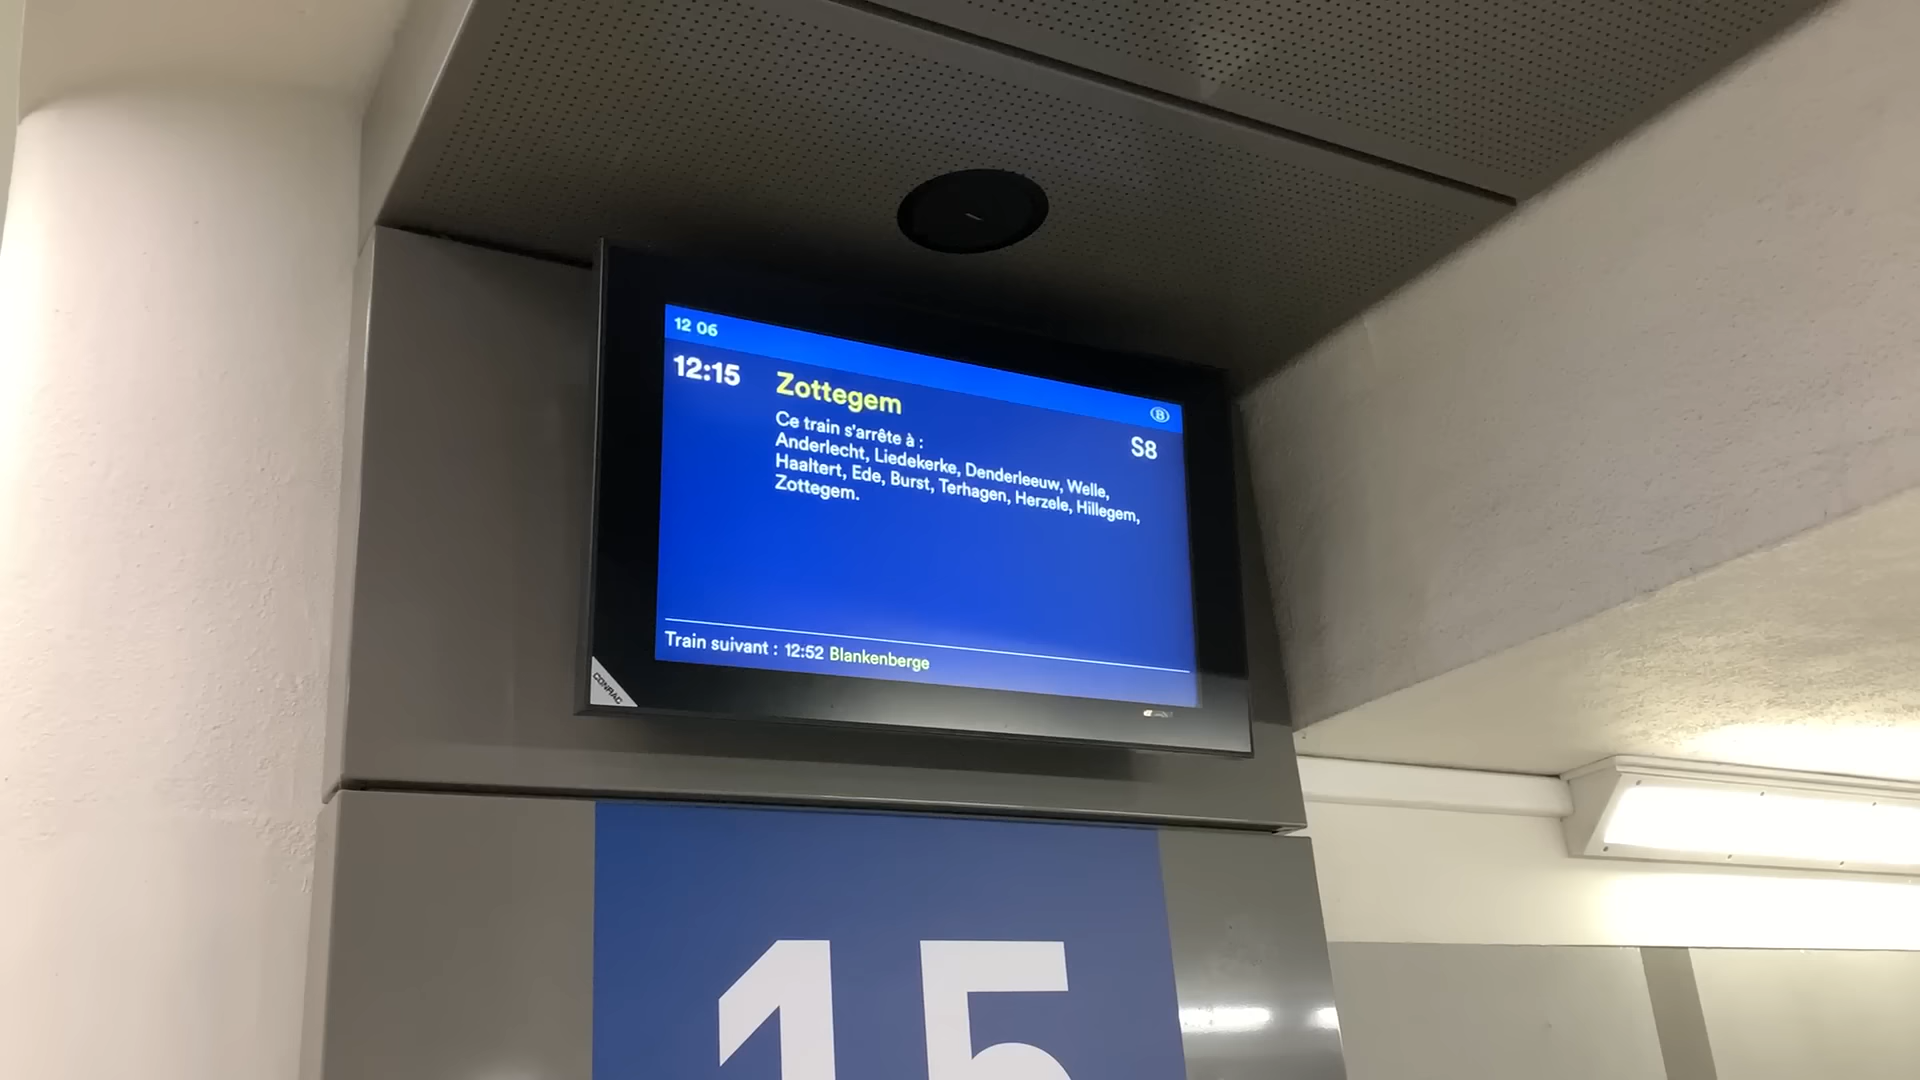 12 06
B
12:15 Zottegem
S8
Ce train s'arrête à :
Anderlecht, Liedekerke, Denderleeuw, Welle,
Haaltert, Ede, Burst, Terhagen, Herzele, Hillegem,
Zottegem.
Train suivant : 12:52 Blankenberge
CONRAC
15